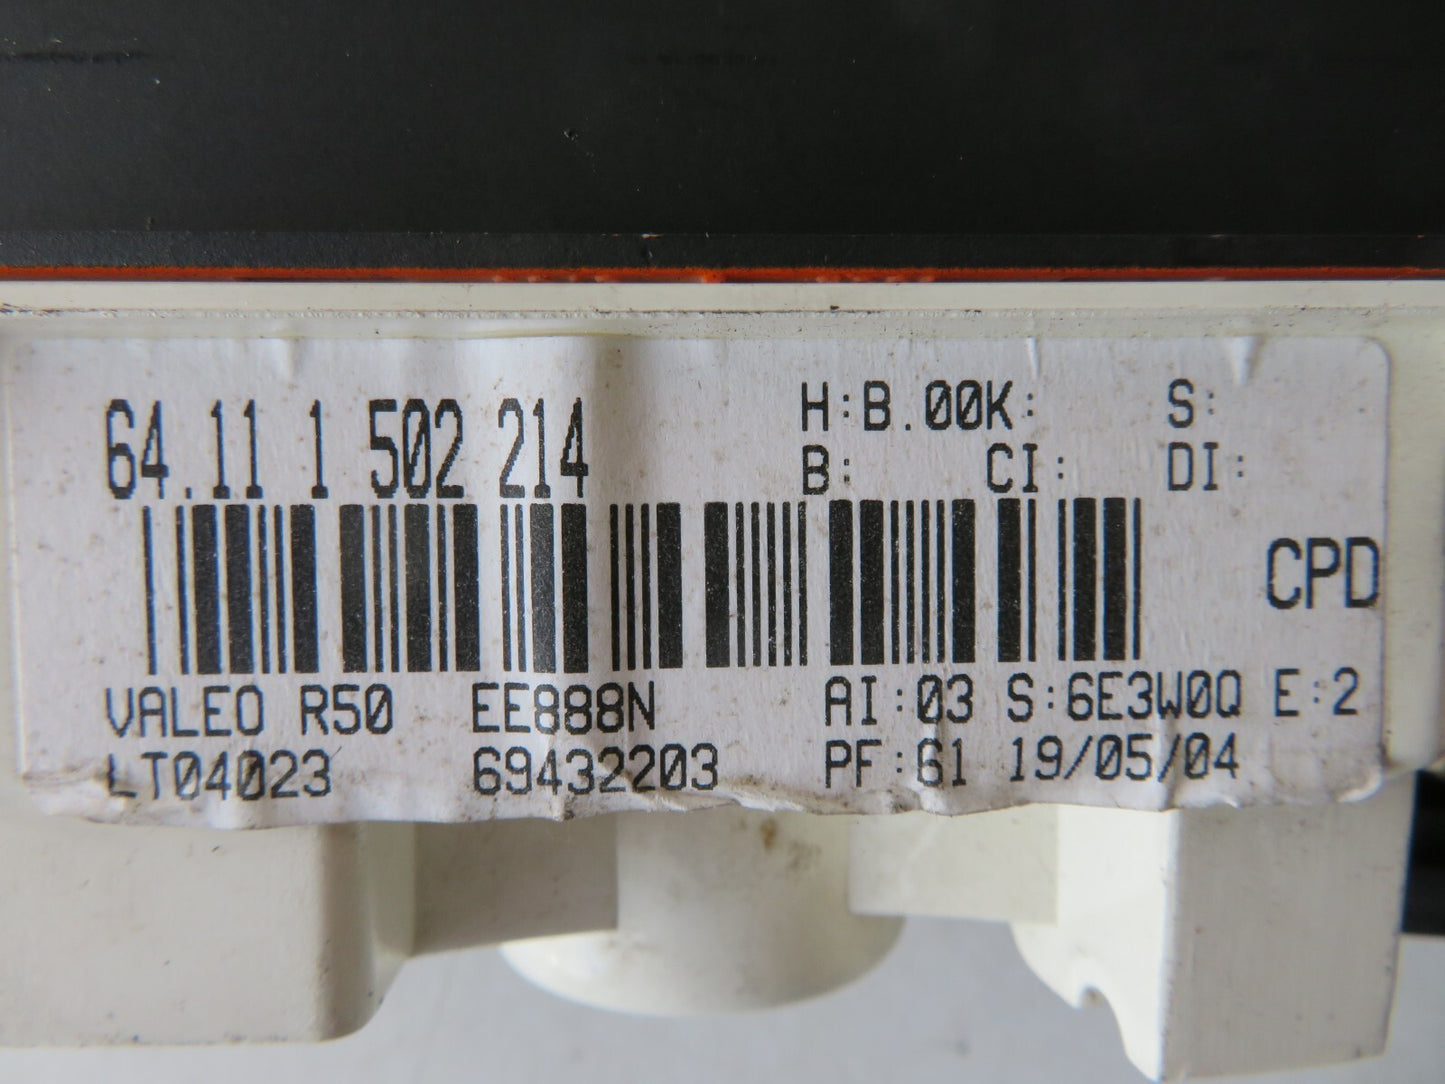 64.11 1 502 214 H:B.00K: S:
B: CI: DI:
CPD
VALEO R50 EE888N AI:03 S:6E3W0Q E:2
LT04023 69432203 PF:61 19/05/04